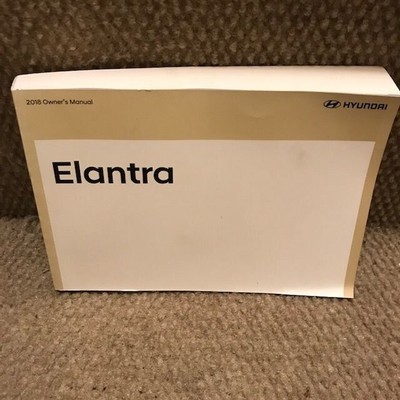 2018 Owner's Manual
HYUNDAI
Elantra